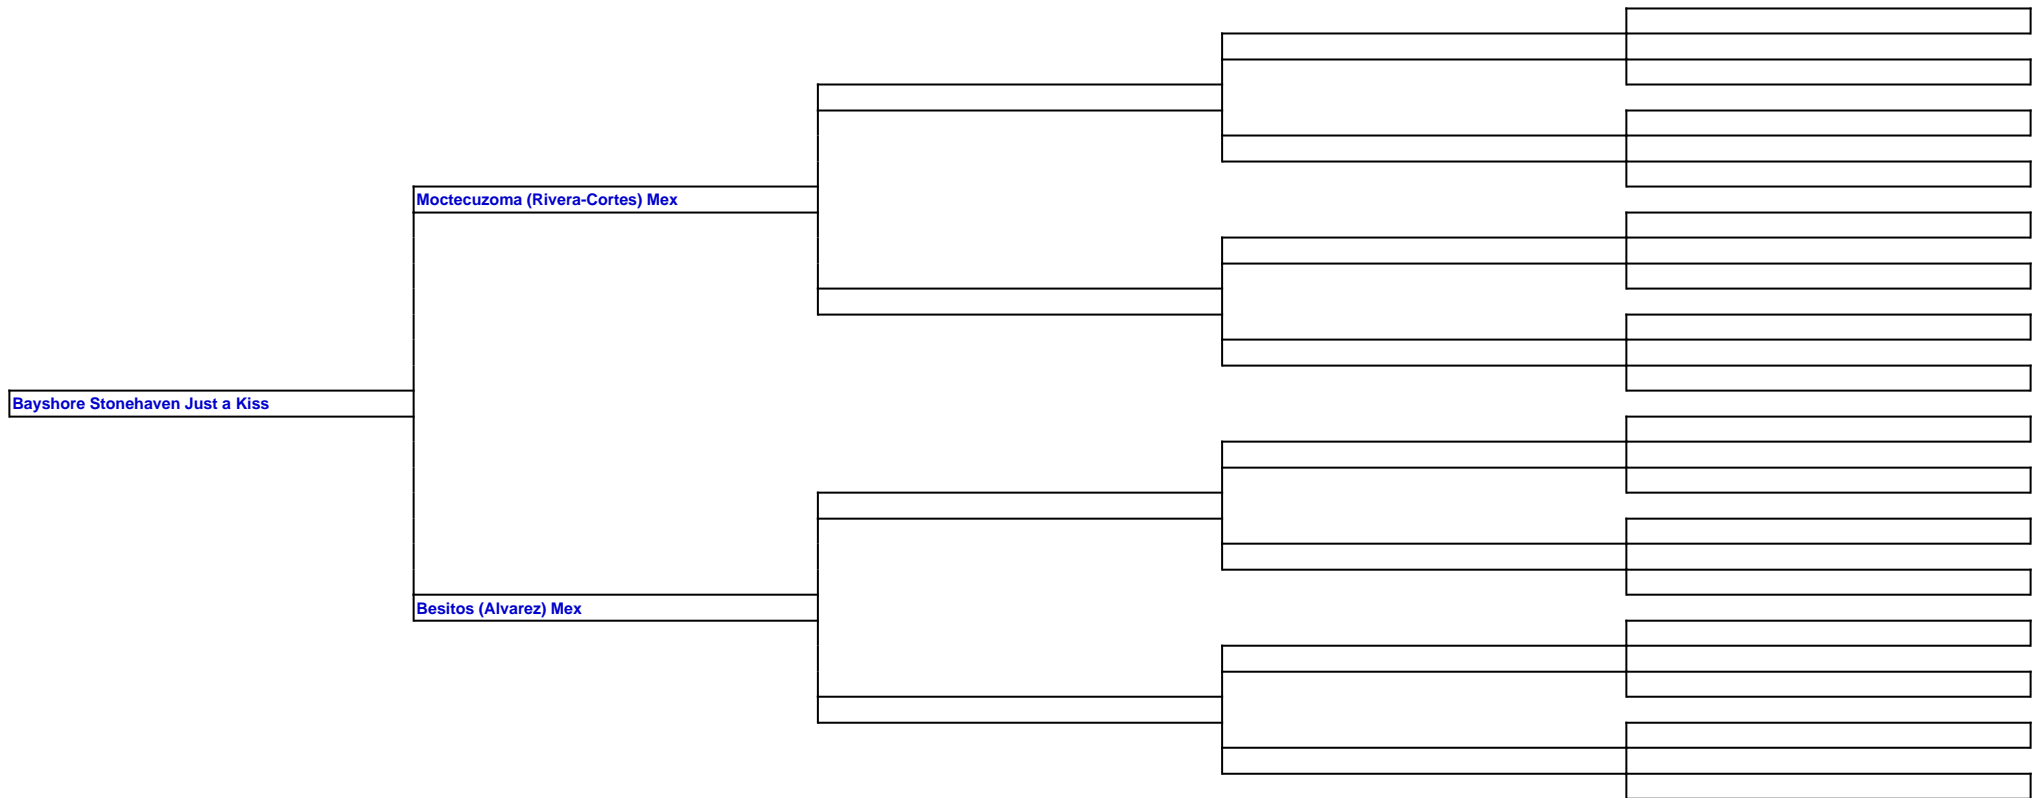 Moctecuzoma (Rivera-Cortes) Mex
Bayshore Stonehaven Just a Kiss
Besitos (Alvarez) Mex